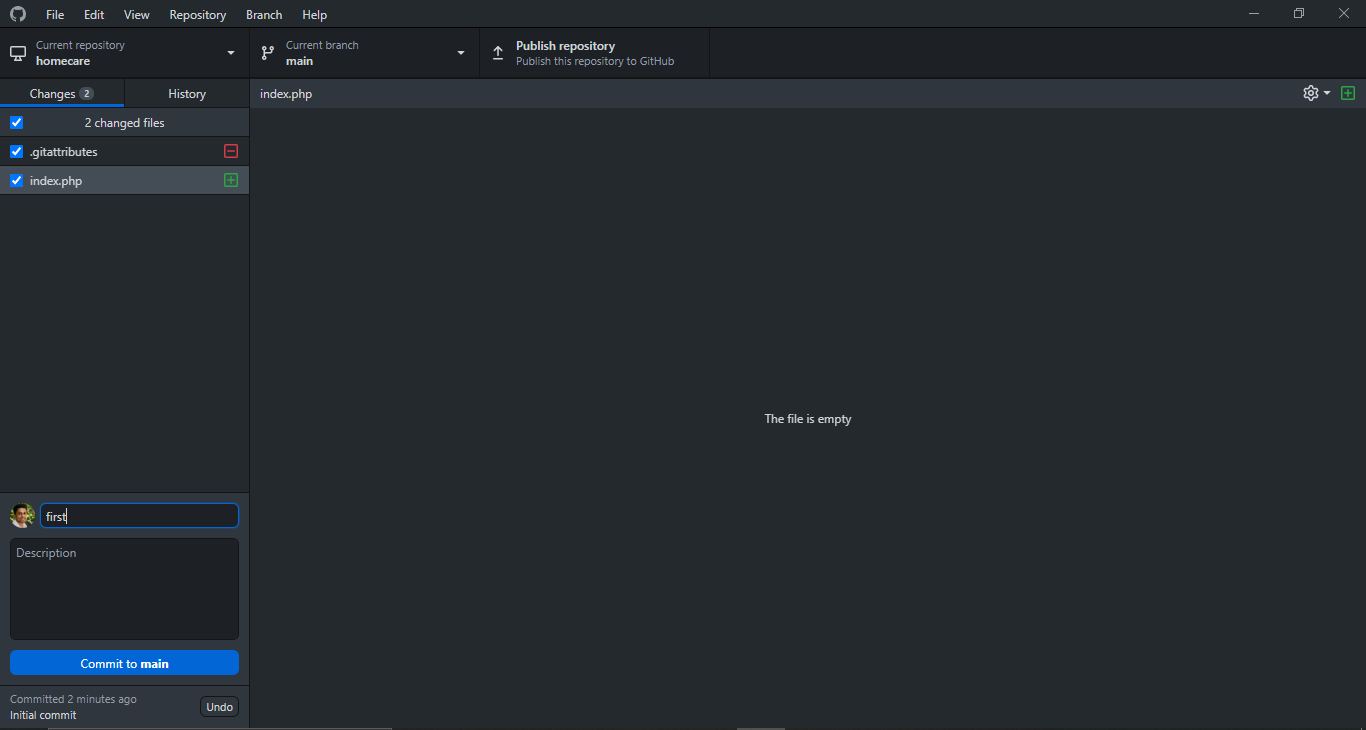 File Edit View Repository Branch Help
Current repository
homecare
Current branch
main
Publish repository
Publish this repository to GitHub
Changes 2
History
index.php
2 changed files
.gitattributes
index.php
The file is empty
first
Description
Commit to main
Committed 2 minutes ago
Initial commit
Undo